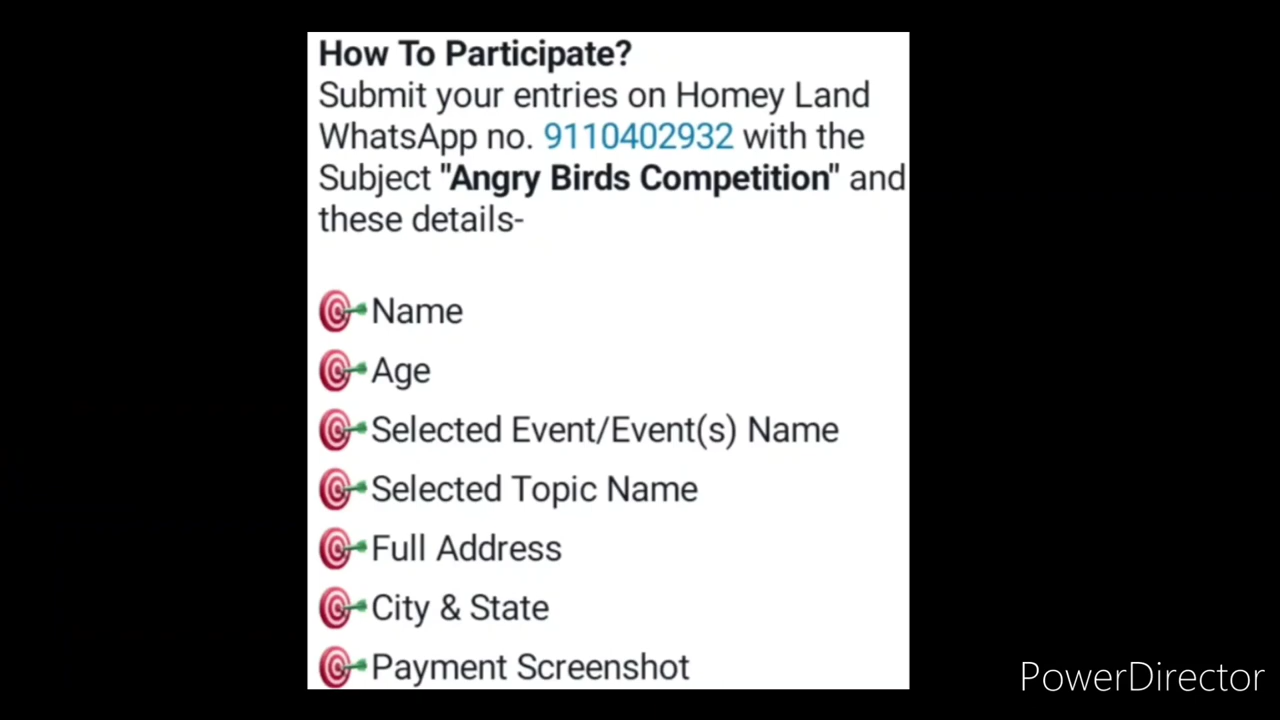 How To Participate?
Submit your entries on Homey Land
WhatsApp no. 9110402932 with the
Subject "Angry Birds Competition" and
these details-
🎯Name
🎯Age
🎯Selected Event/Event(s) Name
🎯Selected Topic Name
🎯Full Address
🎯City & State
🎯Payment Screenshot
PowerDirector